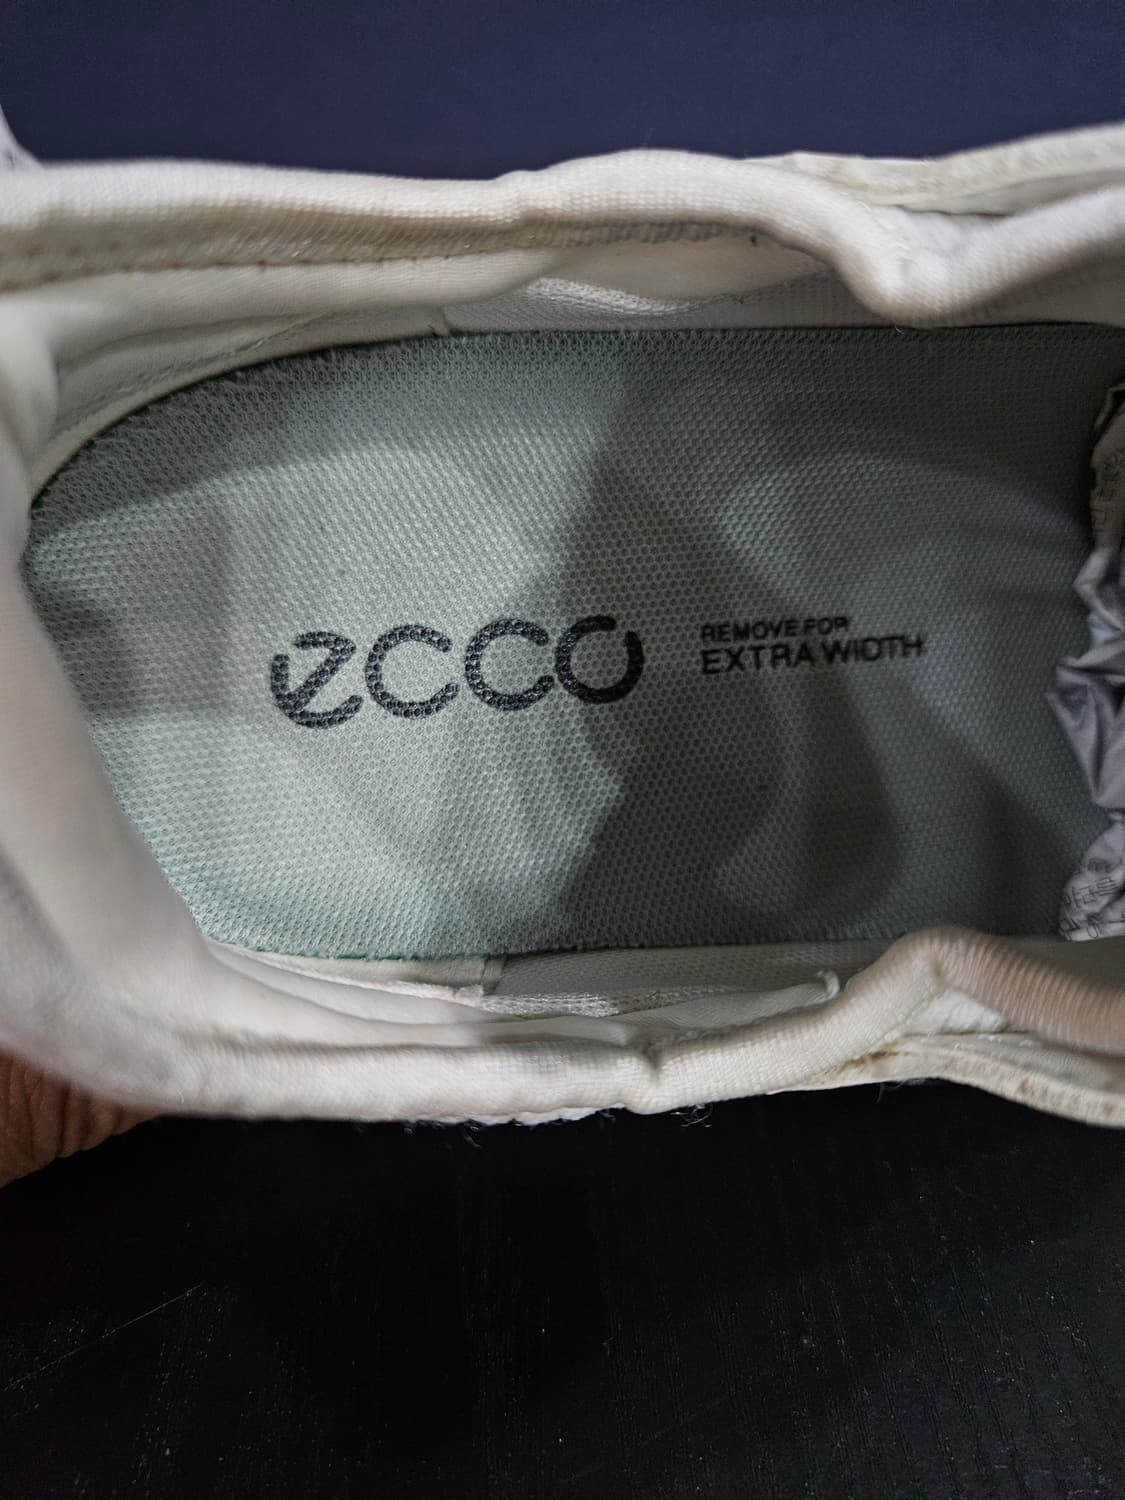 ecco
REMOVE FOR
EXTRA WIDTH